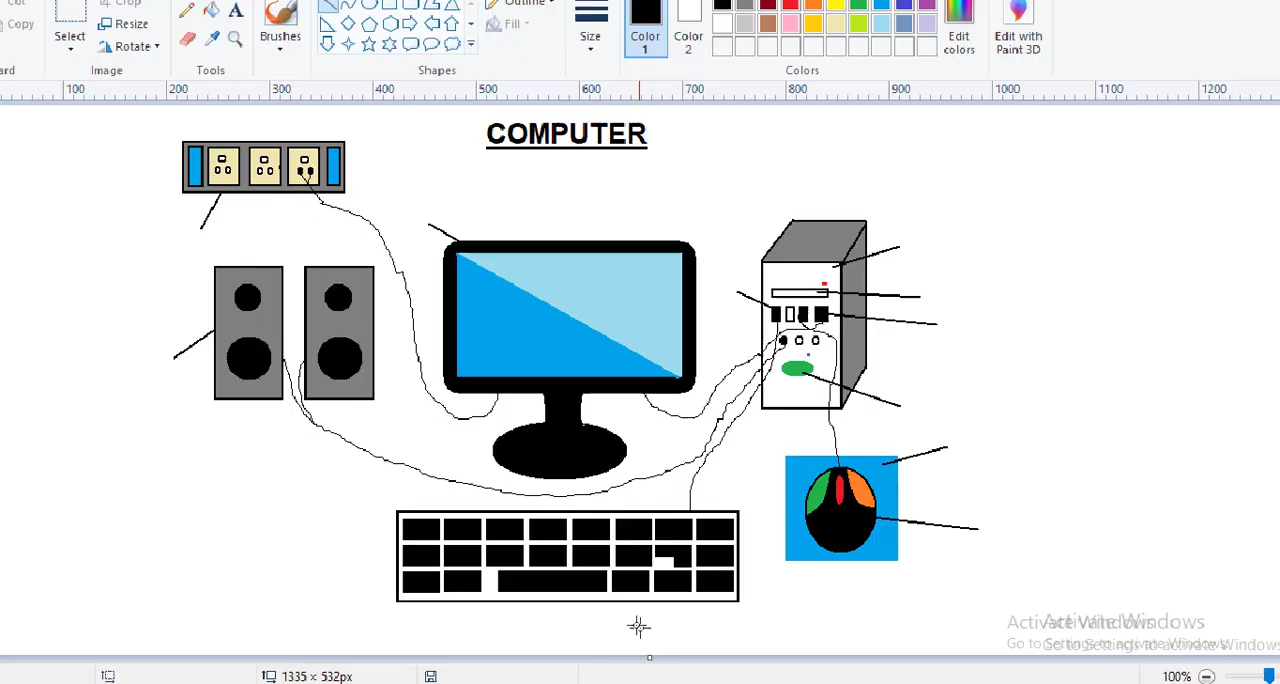 Cut
Crop
Outline
Copy
Resize
Fill
Select
Rotate
Brushes
Size
Color 1
Color 2
Edit colors
Edit with Paint 3D
ard
Image
Tools
Shapes
Colors
100
200
300
400
500
600
700
800
900
1000
1100
1200
COMPUTER
Activate Windows
Go to Settings to activate Windows
1335 × 532px
100%